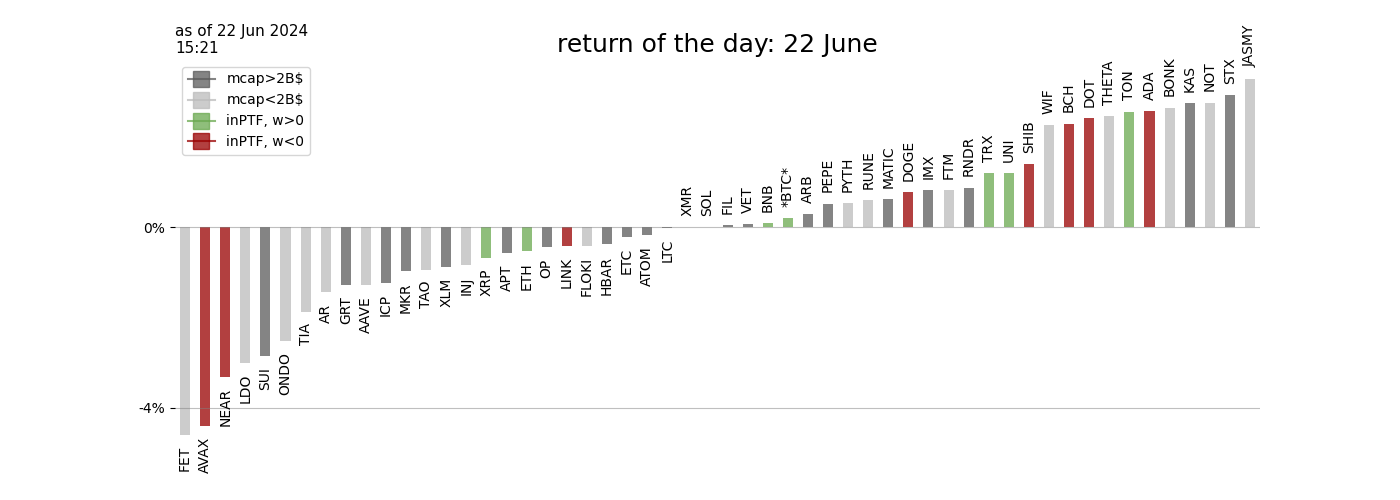 as of 22 Jun 2024
15:21
return of the day: 22 June
mcap>2B$
mcap<2B$
inPTF, w>0
inPTF, w<0
0%
-4%
FET
AVAX
NEAR
LDO
SUI
ONDO
TIA
AR
GRT
AAVE
ICP
MKR
TAO
XLM
INJ
XRP
APT
ETH
OP
LINK
FLOKI
HBAR
ETC
ATOM
LTC
XMR
SOL
FIL
VET
BNB
*BTC*
ARB
PEPE
PYTH
RUNE
MATIC
DOGE
IMX
FTM
RNDR
TRX
UNI
SHIB
WIF
BCH
DOT
THETA
TON
ADA
BONK
KAS
NOT
STX
JASMY